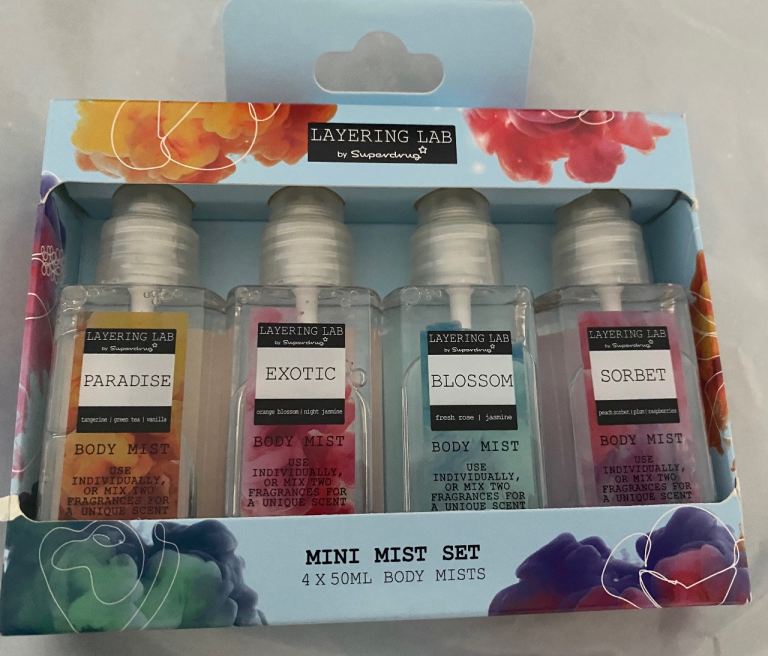 LAYERING LAB
by Superdrug
LAYERING LAB
by Superdrug
PARADISE
tangerine | green tea | vanilla
BODY MIST
USE
INDIVIDUALLY,
OR MIX TWO
FRAGRANCES FOR
A UNIQUE SCENT
LAYERING LAB
by Superdrug
EXOTIC
orange blossom | night jasmine
BODY MIST
USE
INDIVIDUALLY,
OR MIX TWO
FRAGRANCES FOR
A UNIQUE SCENT
LAYERING LAB
by Superdrug
BLOSSOM
fresh rose | jasmine
BODY MIST
USE
INDIVIDUALLY,
OR MIX TWO
FRAGRANCES FOR
A UNIQUE SCENT
LAYERING LAB
by Superdrug
SORBET
peach sorbet | plum | raspberries
BODY MIST
USE
INDIVIDUALLY,
OR MIX TWO
FRAGRANCES FOR
A UNIQUE SCENT
MINI MIST SET
4 X 50ML BODY MISTS